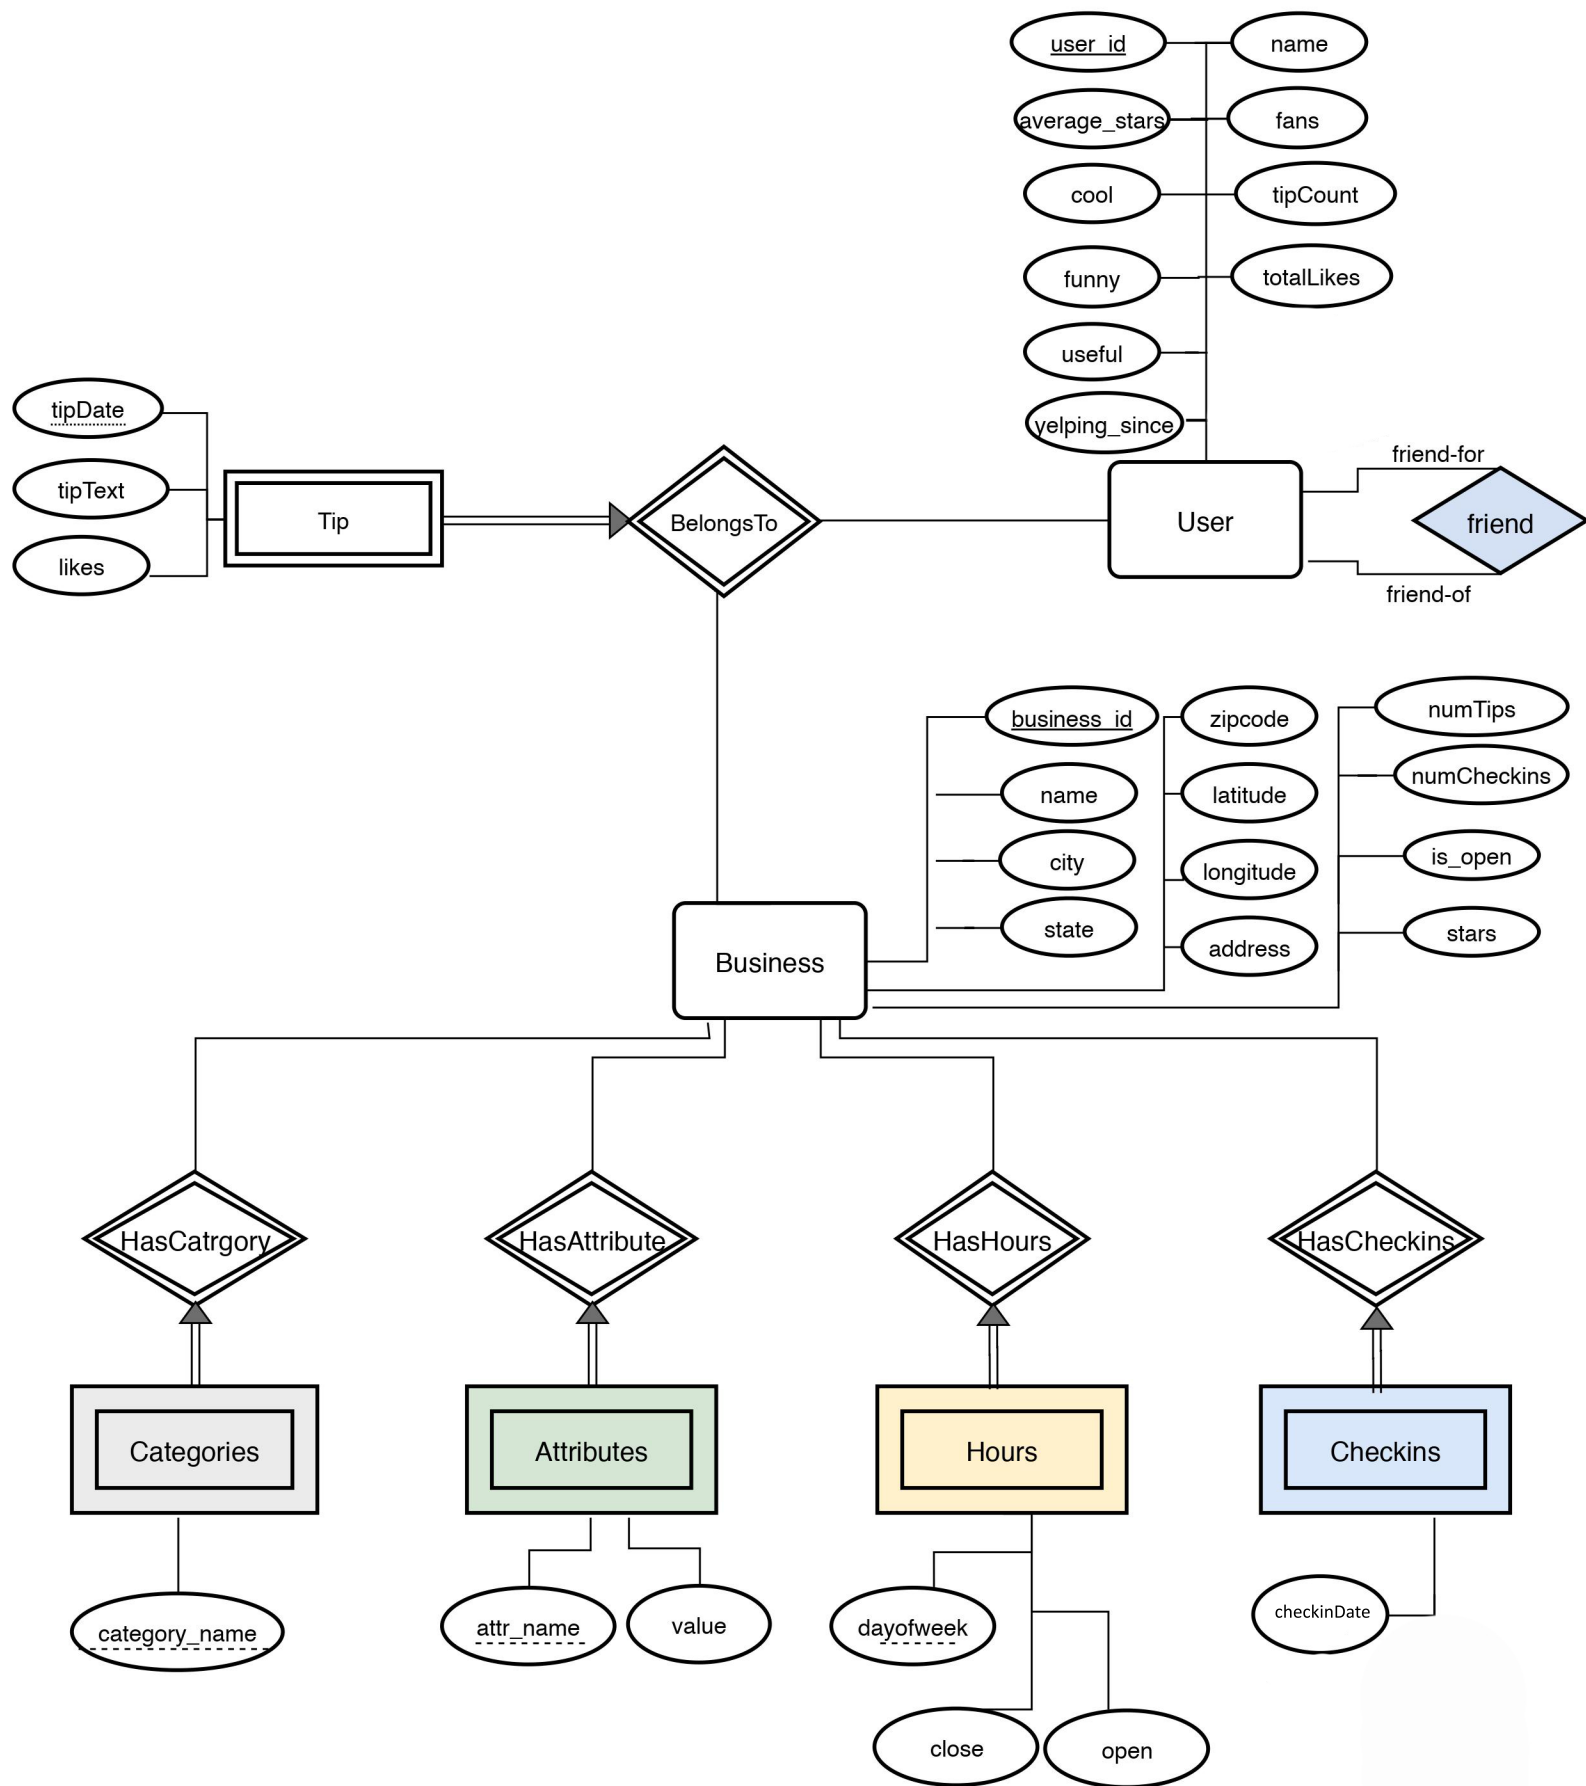 user_id
name
average_stars
fans
cool
tipCount
funny
totalLikes
useful
yelping_since
tipDate
tipText
likes
Tip
BelongsTo
User
friend-for
friend
friend-of
business_id
zipcode
numTips
name
latitude
numCheckins
city
longitude
is_open
state
address
stars
Business
HasCatrgory
HasAttribute
HasHours
HasCheckins
Categories
Attributes
Hours
Checkins
category_name
attr_name
value
dayofweek
checkinDate
close
open